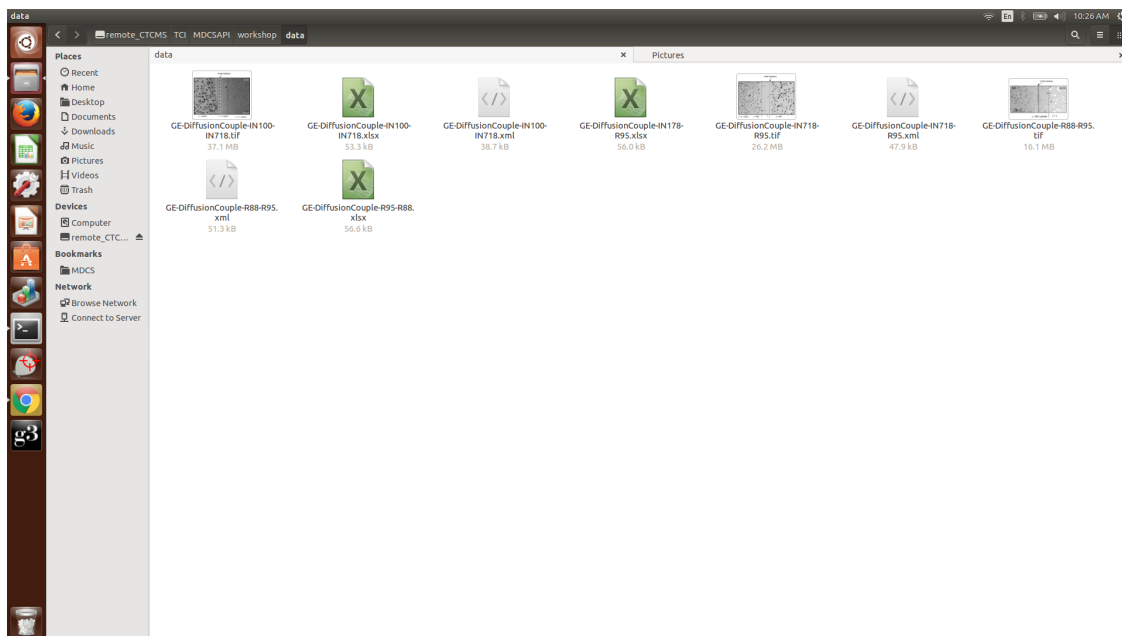 data
En
10:26 AM
remote_CTCMS TCI MDCSAPI workshop data
Places
Recent
Home
Desktop
Documents
Downloads
Music
Pictures
Videos
Trash
Devices
Computer
remote_CTC...
Bookmarks
MDCS
Network
Browse Network
Connect to Server
data
Pictures
GE-DiffusionCouple-IN100-
IN718.tif
37.1 MB
GE-DiffusionCouple-IN100-
IN718.xlsx
53.3 kB
GE-DiffusionCouple-IN100-
IN718.xml
38.7 kB
GE-DiffusionCouple-IN178-
R95.xlsx
56.0 kB
GE-DiffusionCouple-IN718-
R95.tif
26.2 MB
GE-DiffusionCouple-IN718-
R95.xml
47.9 kB
GE-DiffusionCouple-R88-R95.
tif
16.1 MB
GE-DiffusionCouple-R88-R95.
xml
51.3 kB
GE-DiffusionCouple-R95-R88.
xlsx
56.6 kB
g3